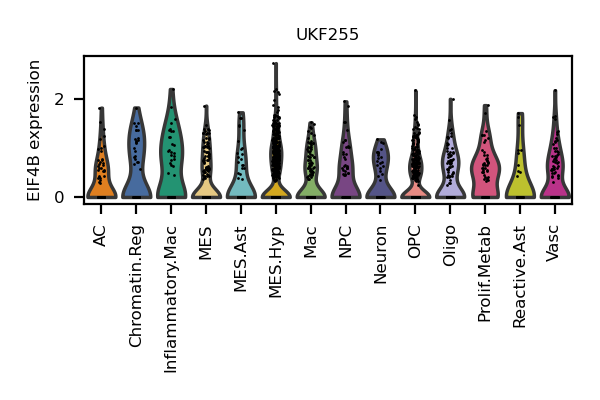 UKF255
EIF4B expression
2
0
AC
Chromatin.Reg
Inflammatory.Mac
MES
MES.Ast
MES.Hyp
Mac
NPC
Neuron
OPC
Oligo
Prolif.Metab
Reactive.Ast
Vasc